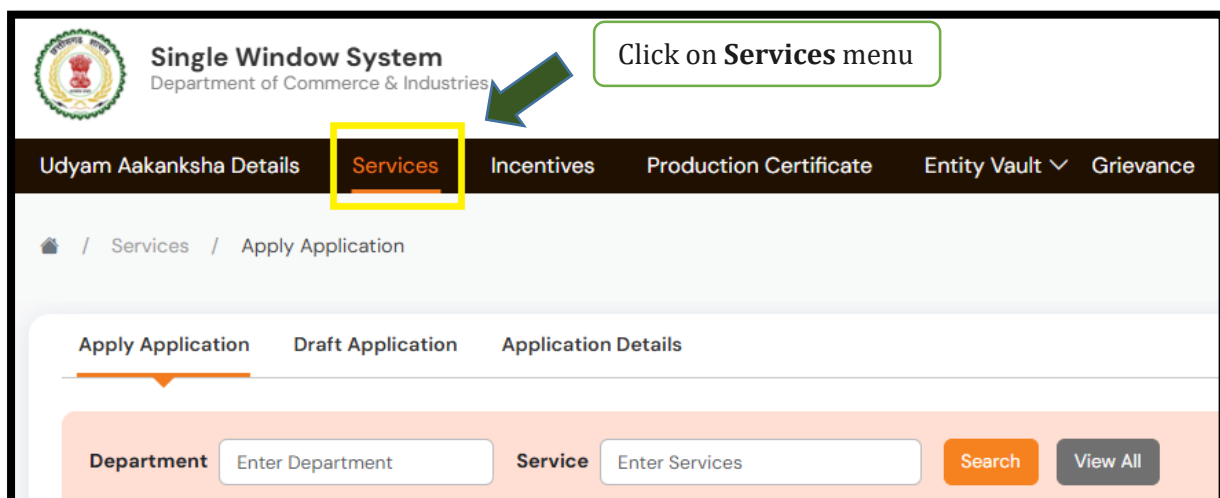 Single Window System
Department of Commerce & Industries
Click on Services menu
Udyam Aakanksha Details Services Incentives Production Certificate Entity Vault Grievance
/ Services / Apply Application
Apply Application Draft Application Application Details
Department Enter Department Service Enter Services Search View All